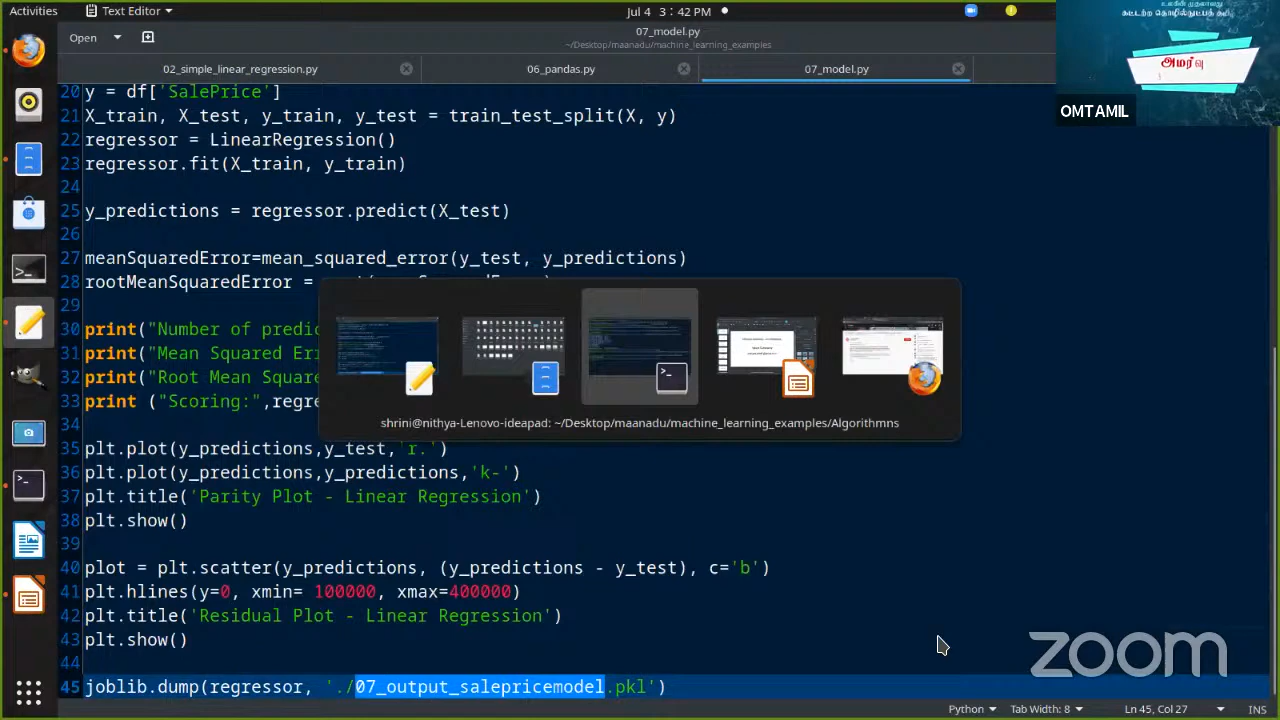 Activities
Text Editor
Jul 4 3:42 PM
Open
07_model.py
~/Desktop/maanadu/machine_learning_examples
02_simple_linear_regression.py
06_pandas.py
07_model.py
அமர்வு
OMTAMIL
20 y = df['SalePrice']
21 X_train, X_test, y_train, y_test = train_test_split(X, y)
22 regressor = LinearRegression()
23 regressor.fit(X_train, y_train)
24
25 y_predictions = regressor.predict(X_test)
26
27 meanSquaredError=mean_squared_error(y_test, y_predictions)
28 rootMeanSquaredError =
29
30 print("Number of predic
31 print("Mean Squared Er
32 print("Root Mean Square
33 print ("Scoring:",regre
shrini@nithya-Lenovo-ideapad: ~/Desktop/maanadu/machine_learning_examples/Algorithmns
34
35 plt.plot(y_predictions,y_test,'r.')
36 plt.plot(y_predictions,y_predictions,'k-')
37 plt.title('Parity Plot - Linear Regression')
38 plt.show()
39
40 plot = plt.scatter(y_predictions, (y_predictions - y_test), c='b')
41 plt.hlines(y=0, xmin= 100000, xmax=400000)
42 plt.title('Residual Plot - Linear Regression')
43 plt.show()
44
45 joblib.dump(regressor, './07_output_salepricemodel.pkl')
zoom
Python
Tab Width: 8
Ln 45, Col 27
INS